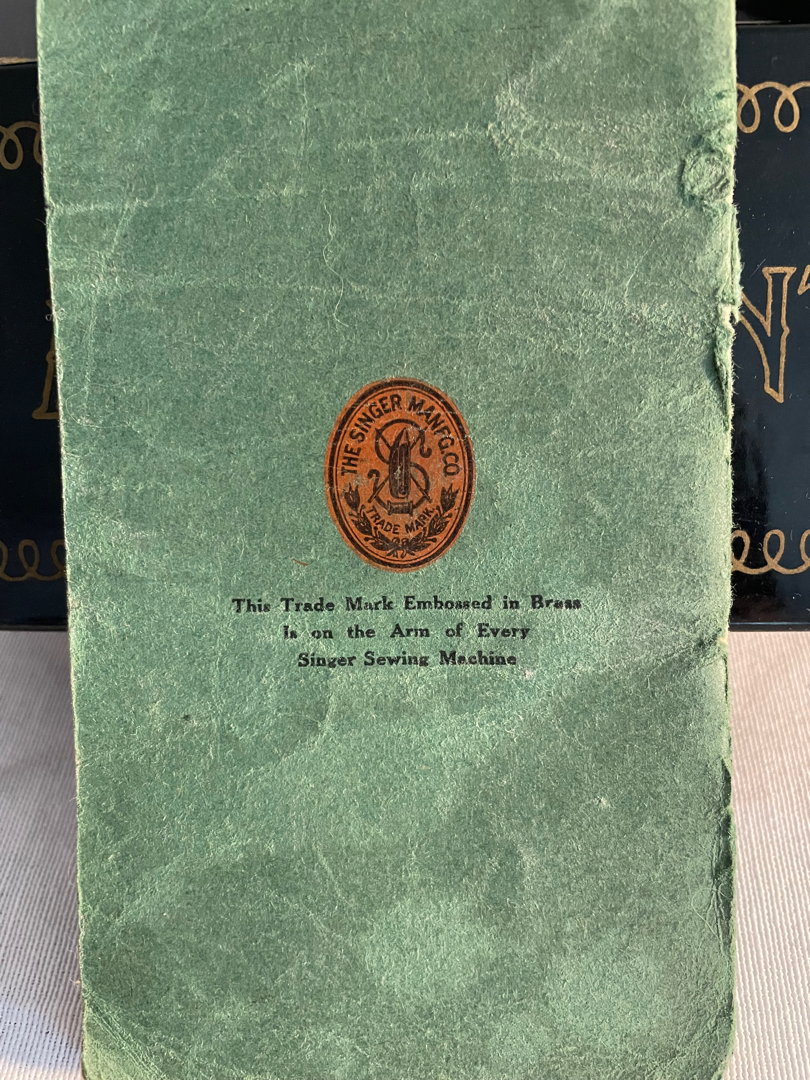 THE SINGER MANFG. CO
TRADE MARK.
This Trade Mark Embossed in Brass
Is on the Arm of Every
Singer Sewing Machine